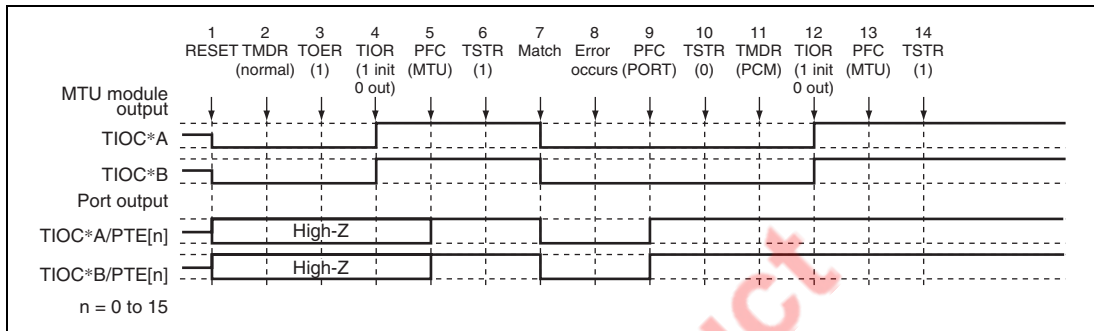 1 2 3 4 5 6 7 8 9 10 11 12 13 14
RESET TMDR TOER TIOR PFC TSTR Match Error PFC TSTR TMDR TIOR PFC TSTR
(normal) (1) (1 init (MTU) (1) occurs (PORT) (0) (PCM) (1 init (MTU) (1)
0 out) 0 out)
MTU module
output
TIOC*A
TIOC*B
Port output
TIOC*A/PTE[n] High-Z
TIOC*B/PTE[n] High-Z
n = 0 to 15
uct